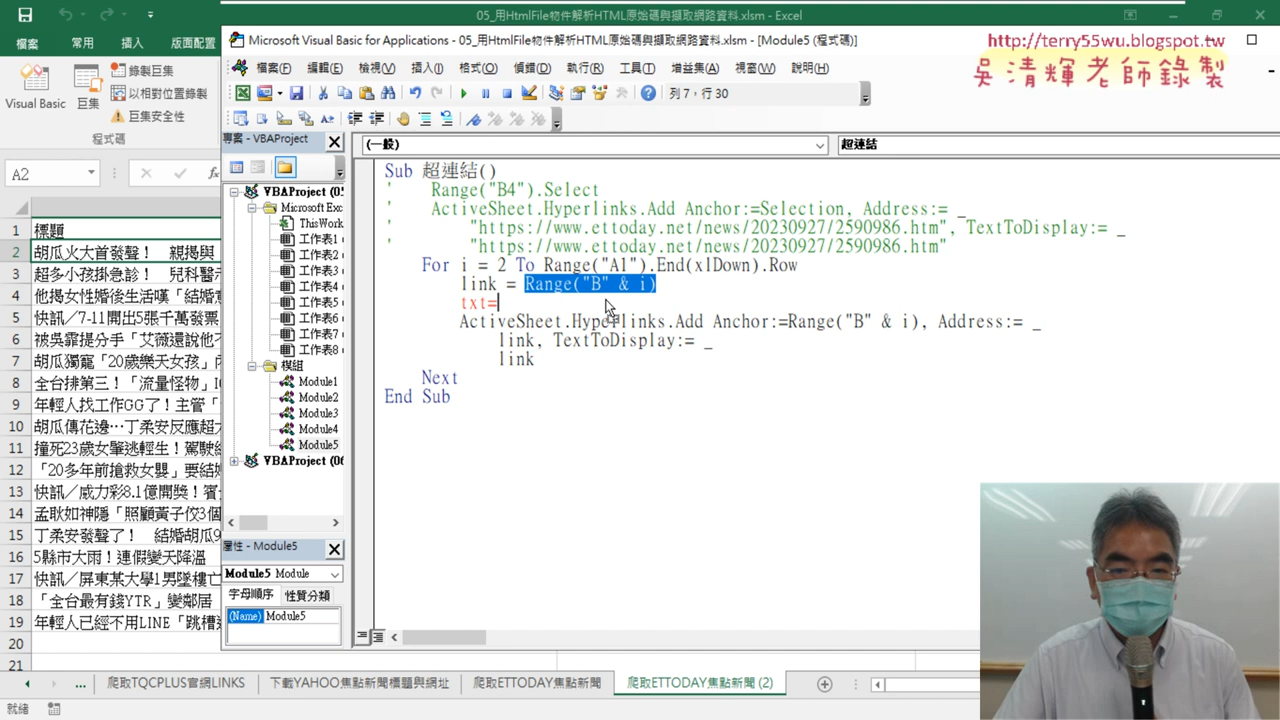 05_用HtmlFile物件解析HTML原始碼與擷取網路資料.xlsm - Excel
檔案
常用
插入
版面配置
Visual Basic
巨集
錄製巨集
以相對位置錄製
巨集安全性
程式碼
A2
標題
1
2 胡瓜火大首發聲！ 親揭與
3 超多小孩掛急診！ 兒科醫
4 他揭女性婚後生活嘆「結婚
5 快訊／7-11開出5張千萬發票
6 被吳霏提分手「艾薇還說他
7 胡瓜獨寵「20歲樂天女孩」
8 全台排第三！「流量怪物」
9 年輕人找工作GG了！主管「
10 胡瓜傳花邊…丁柔安反應超
11 撞死23歲女肇逃輕生！駕駛
12 「20多年前搶救女嬰」要結
13 快訊／威力彩8.1億開獎！
14 孟耿如神隱「照顧黃子佼3個
15 丁柔安發聲了！ 結婚胡瓜9
16 5縣市大雨！連假變天降溫
17 快訊／屏東某大學1男墜樓亡
18 「全台最有錢YTR」變鄰居
19 年輕人已經不用LINE「跳槽
20
21
Microsoft Visual Basic for Applications - 05_用HtmlFile物件解析HTML原始碼與擷取網路資料.xlsm - [Module5 (程式碼)]
http://terry55wu.blogspot.tw
吳清輝老師錄製
檔案(F) 編輯(E) 檢視(V) 插入(I) 格式(O) 偵錯(D) 執行(R) 工具(T) 增益集(A) 視窗(W) 說明(H)
列 7，行 30
專案 - VBAProject
VBAProject (05
Microsoft Exc
ThisWork
工作表1
工作表2
工作表3
工作表4
工作表5
工作表6
工作表7
工作表8
模組
Module1
Module2
Module3
Module4
Module5
VBAProject (06
屬性 - Module5
Module5 Module
字母順序 性質分類
(Name) Module5
(一般)
超連結
Sub 超連結()
'    Range("B4").Select
'    ActiveSheet.Hyperlinks.Add Anchor:=Selection, Address:= _
'        "https://www.ettoday.net/news/20230927/2590986.htm", TextToDisplay:= _
'        "https://www.ettoday.net/news/20230927/2590986.htm"
For i = 2 To Range("A1").End(xlDown).Row
link = Range("B" & i)
txt=
ActiveSheet.Hyperlinks.Add Anchor:=Range("B" & i), Address:= _
link, TextToDisplay:= _
link
Next
End Sub
... 爬取TQCPLUS官網LINKS 下載YAHOO焦點新聞標題與網址 爬取ETTODAY焦點新聞 爬取ETTODAY焦點新聞 (2)
就緒